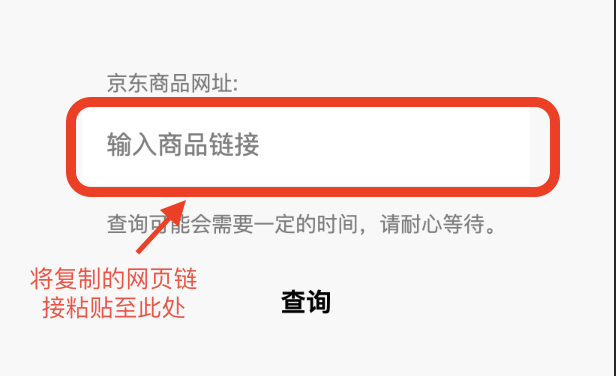 京东商品网址:
输入商品链接
查询可能会需要一定的时间，请耐心等待。
将复制的网页链
接粘贴至此处
查询